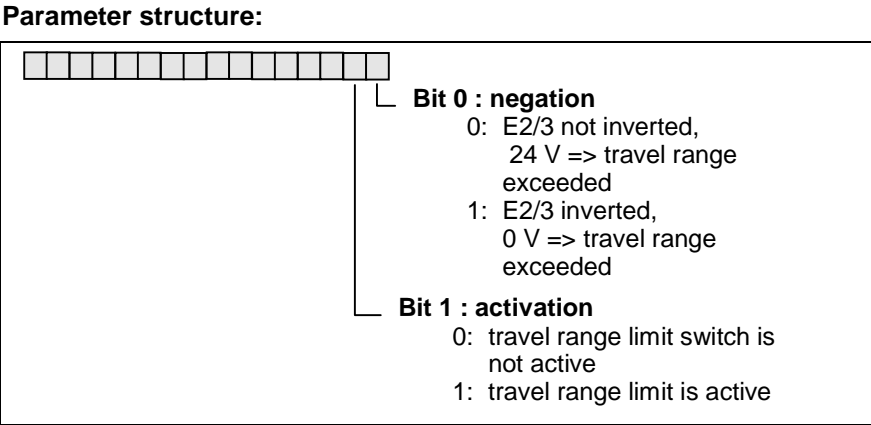 Parameter structure:
Bit 0 : negation
0: E2/3 not inverted,
24 V => travel range
exceeded
1: E2/3 inverted,
0 V => travel range
exceeded
Bit 1 : activation
0: travel range limit switch is
not active
1: travel range limit is active